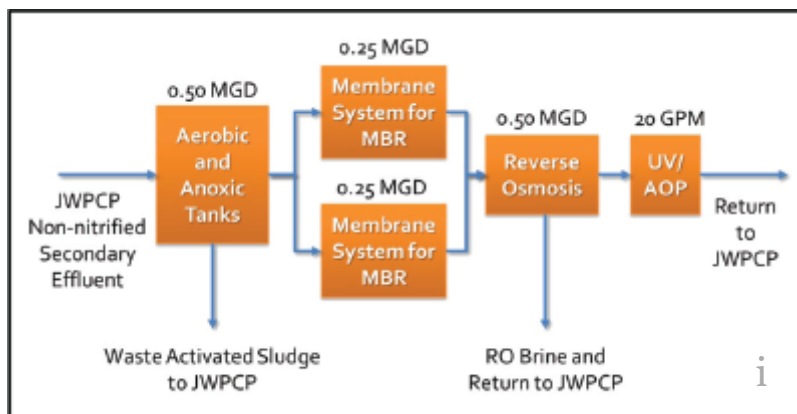 0.25 MGD
0.50 MGD
Membrane
System for
MBR
Aerobic
and
Anoxic
Tanks
0.50 MGD
20 GPM
Reverse
Osmosis
UV/
AOP
JWPCP
Non-nitrified
Secondary
Effluent
0.25 MGD
Membrane
System for
MBR
Return
to
JWPCP
Waste Activated Sludge
to JWPCP
RO Brine and
Return to JWPCP
i